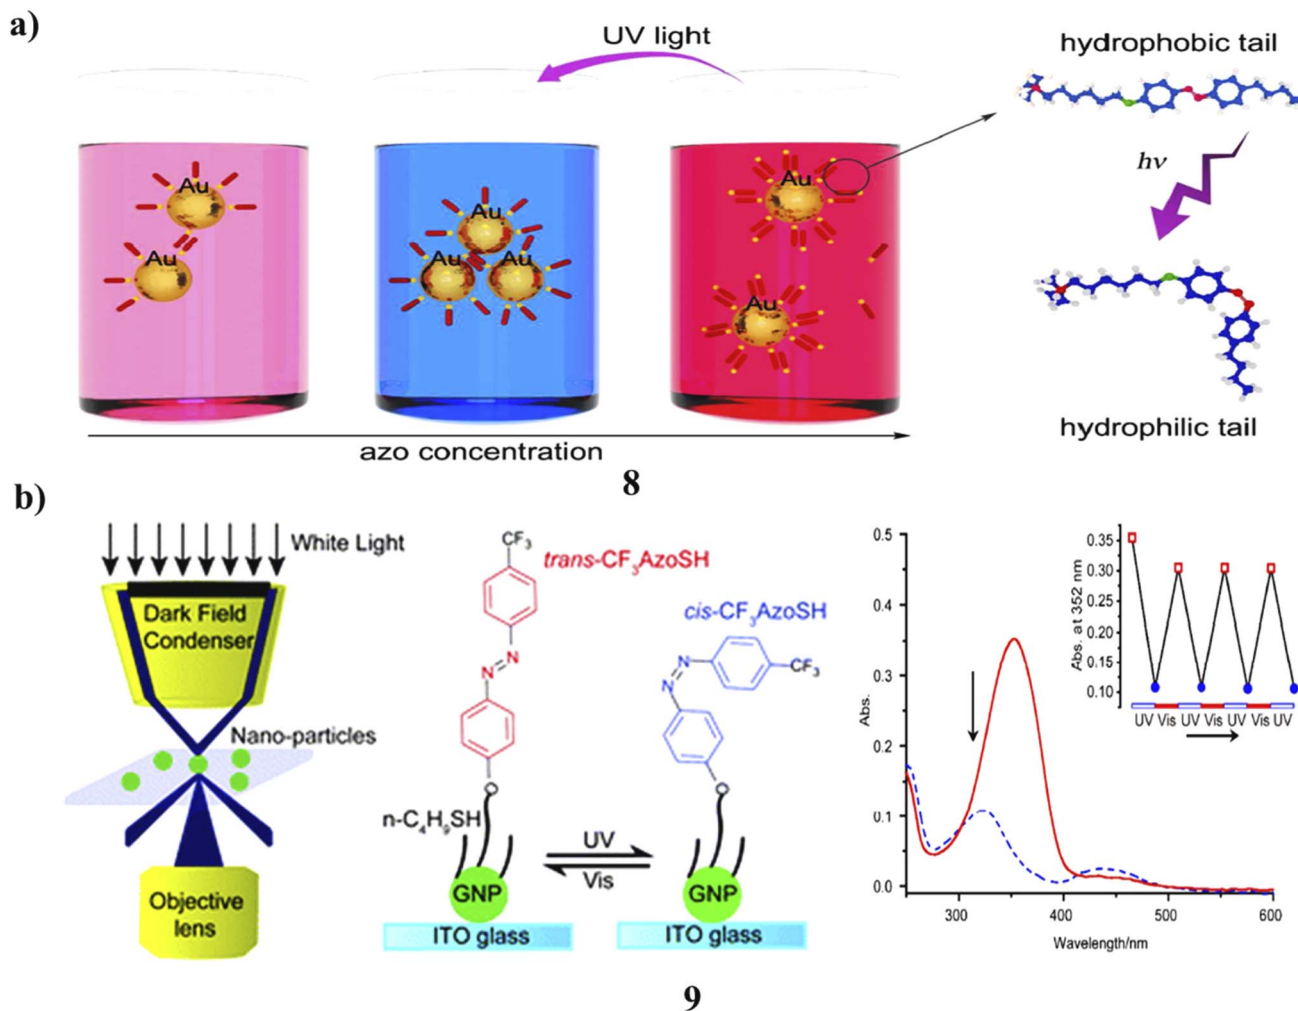 a)
UV light
hydrophobic tail
Au
Au
Au
Au
Au
Au
Au
hν
azo concentration
hydrophilic tail
8
b)
White Light
Dark Field
Condenser
Nano-particles
Objective
lens
CF₃
trans-CF₃AzoSH
N
N
O
n-C₄H₉SH
GNP
ITO glass
UV
Vis
cis-CF₃AzoSH
N
N
CF₃
O
GNP
ITO glass
Abs.
0.5
0.4
0.3
0.2
0.1
0.0
300 400 500 600
Wavelength/nm
Abs. at 352 nm
0.35
0.30
0.25
0.20
0.15
0.10
UV Vis UV Vis UV Vis UV
9